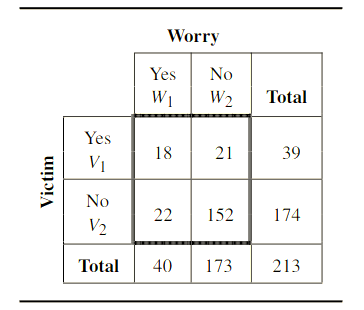 Worry
Yes No
W1 W2 Total
Victim
Yes
V1 18 21 39
No
V2 22 152 174
Total 40 173 213